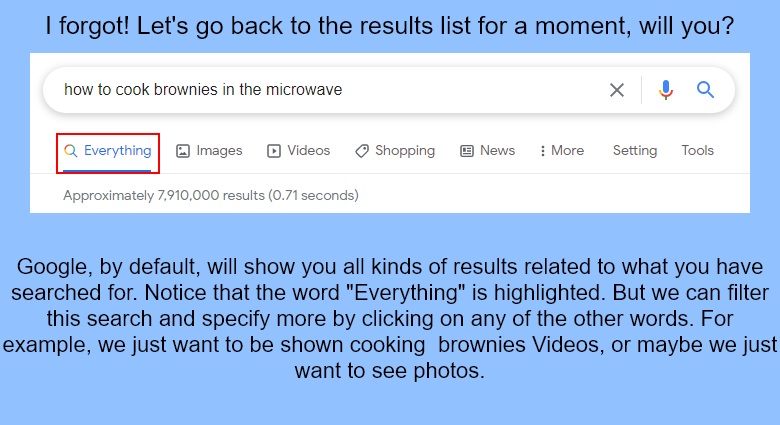 I forgot! Let's go back to the results list for a moment, will you?
how to cook brownies in the microwave
Everything Images Videos Shopping News More Setting Tools
Approximately 7,910,000 results (0.71 seconds)
Google, by default, will show you all kinds of results related to what you have
searched for. Notice that the word "Everything" is highlighted. But we can filter
this search and specify more by clicking on any of the other words. For
example, we just want to be shown cooking  brownies Videos, or maybe we just
want to see photos.